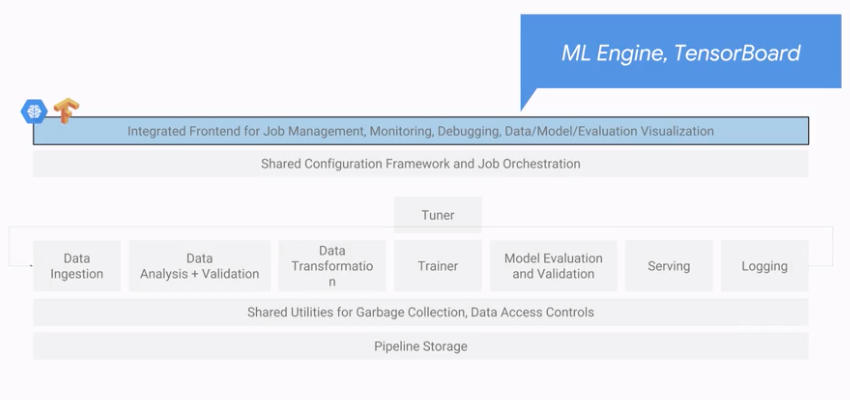 ML Engine, TensorBoard
Integrated Frontend for Job Management, Monitoring, Debugging, Data/Model/Evaluation Visualization
Shared Configuration Framework and Job Orchestration
Tuner
Data
Ingestion
Data
Analysis + Validation
Data
Transformatio
n
Trainer
Model Evaluation
and Validation
Serving
Logging
Shared Utilities for Garbage Collection, Data Access Controls
Pipeline Storage